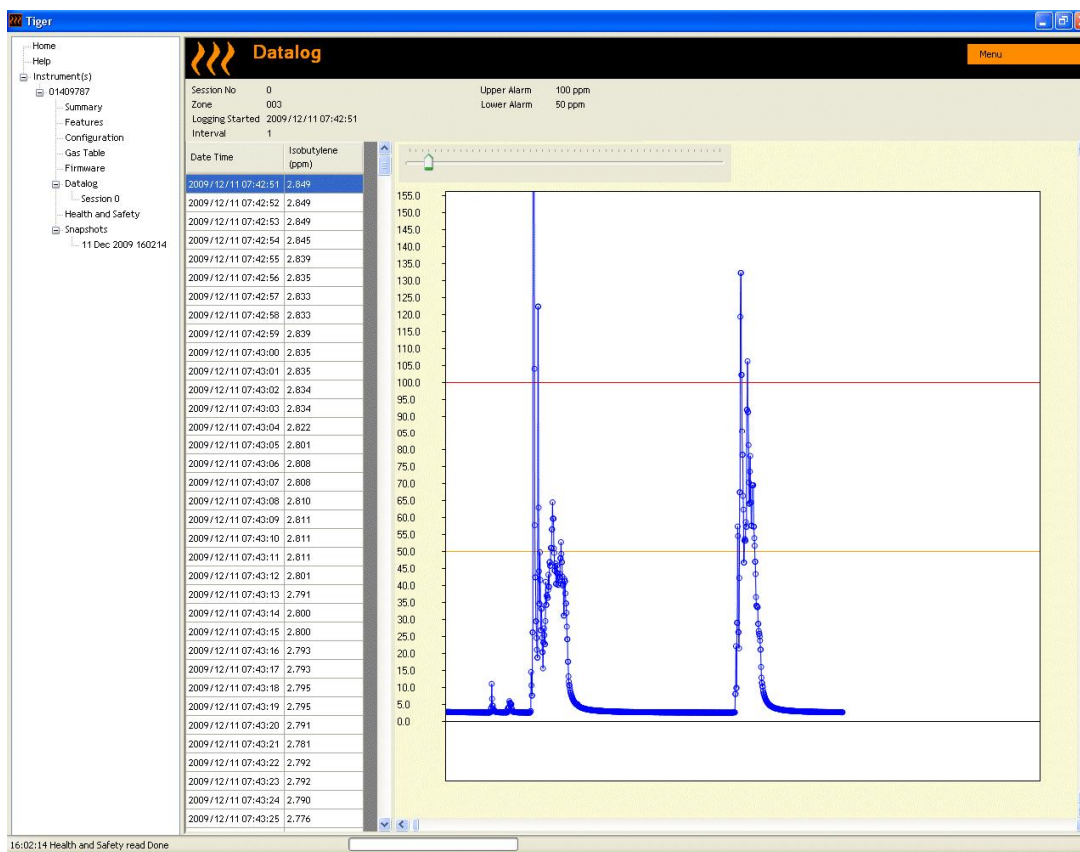 Tiger
Home
Help
Instrument(s)
01409787
Summary
Features
Configuration
Gas Table
Firmware
Datalog
Session 0
Health and Safety
Snapshots
11 Dec 2009 160214
Datalog
Menu
Session No 0
Zone 003
Logging Started 2009/12/11 07:42:51
Interval 1
Upper Alarm 100 ppm
Lower Alarm 50 ppm
Date Time Isobutylene (ppm)
2009/12/11 07:42:51 2.849
2009/12/11 07:42:52 2.849
2009/12/11 07:42:53 2.849
2009/12/11 07:42:54 2.845
2009/12/11 07:42:55 2.839
2009/12/11 07:42:56 2.835
2009/12/11 07:42:57 2.833
2009/12/11 07:42:58 2.833
2009/12/11 07:42:59 2.839
2009/12/11 07:43:00 2.835
2009/12/11 07:43:01 2.835
2009/12/11 07:43:02 2.834
2009/12/11 07:43:03 2.834
2009/12/11 07:43:04 2.822
2009/12/11 07:43:05 2.801
2009/12/11 07:43:06 2.808
2009/12/11 07:43:07 2.808
2009/12/11 07:43:08 2.810
2009/12/11 07:43:09 2.811
2009/12/11 07:43:10 2.811
2009/12/11 07:43:11 2.811
2009/12/11 07:43:12 2.801
2009/12/11 07:43:13 2.791
2009/12/11 07:43:14 2.800
2009/12/11 07:43:15 2.800
2009/12/11 07:43:16 2.793
2009/12/11 07:43:17 2.793
2009/12/11 07:43:18 2.795
2009/12/11 07:43:19 2.795
2009/12/11 07:43:20 2.791
2009/12/11 07:43:21 2.781
2009/12/11 07:43:22 2.792
2009/12/11 07:43:23 2.792
2009/12/11 07:43:24 2.790
2009/12/11 07:43:25 2.776
155.0
150.0
145.0
140.0
135.0
130.0
125.0
120.0
115.0
110.0
105.0
100.0
95.0
90.0
05.0
80.0
75.0
70.0
65.0
60.0
55.0
50.0
45.0
40.0
35.0
30.0
25.0
20.0
15.0
10.0
5.0
0.0
16:02:14 Health and Safety read Done